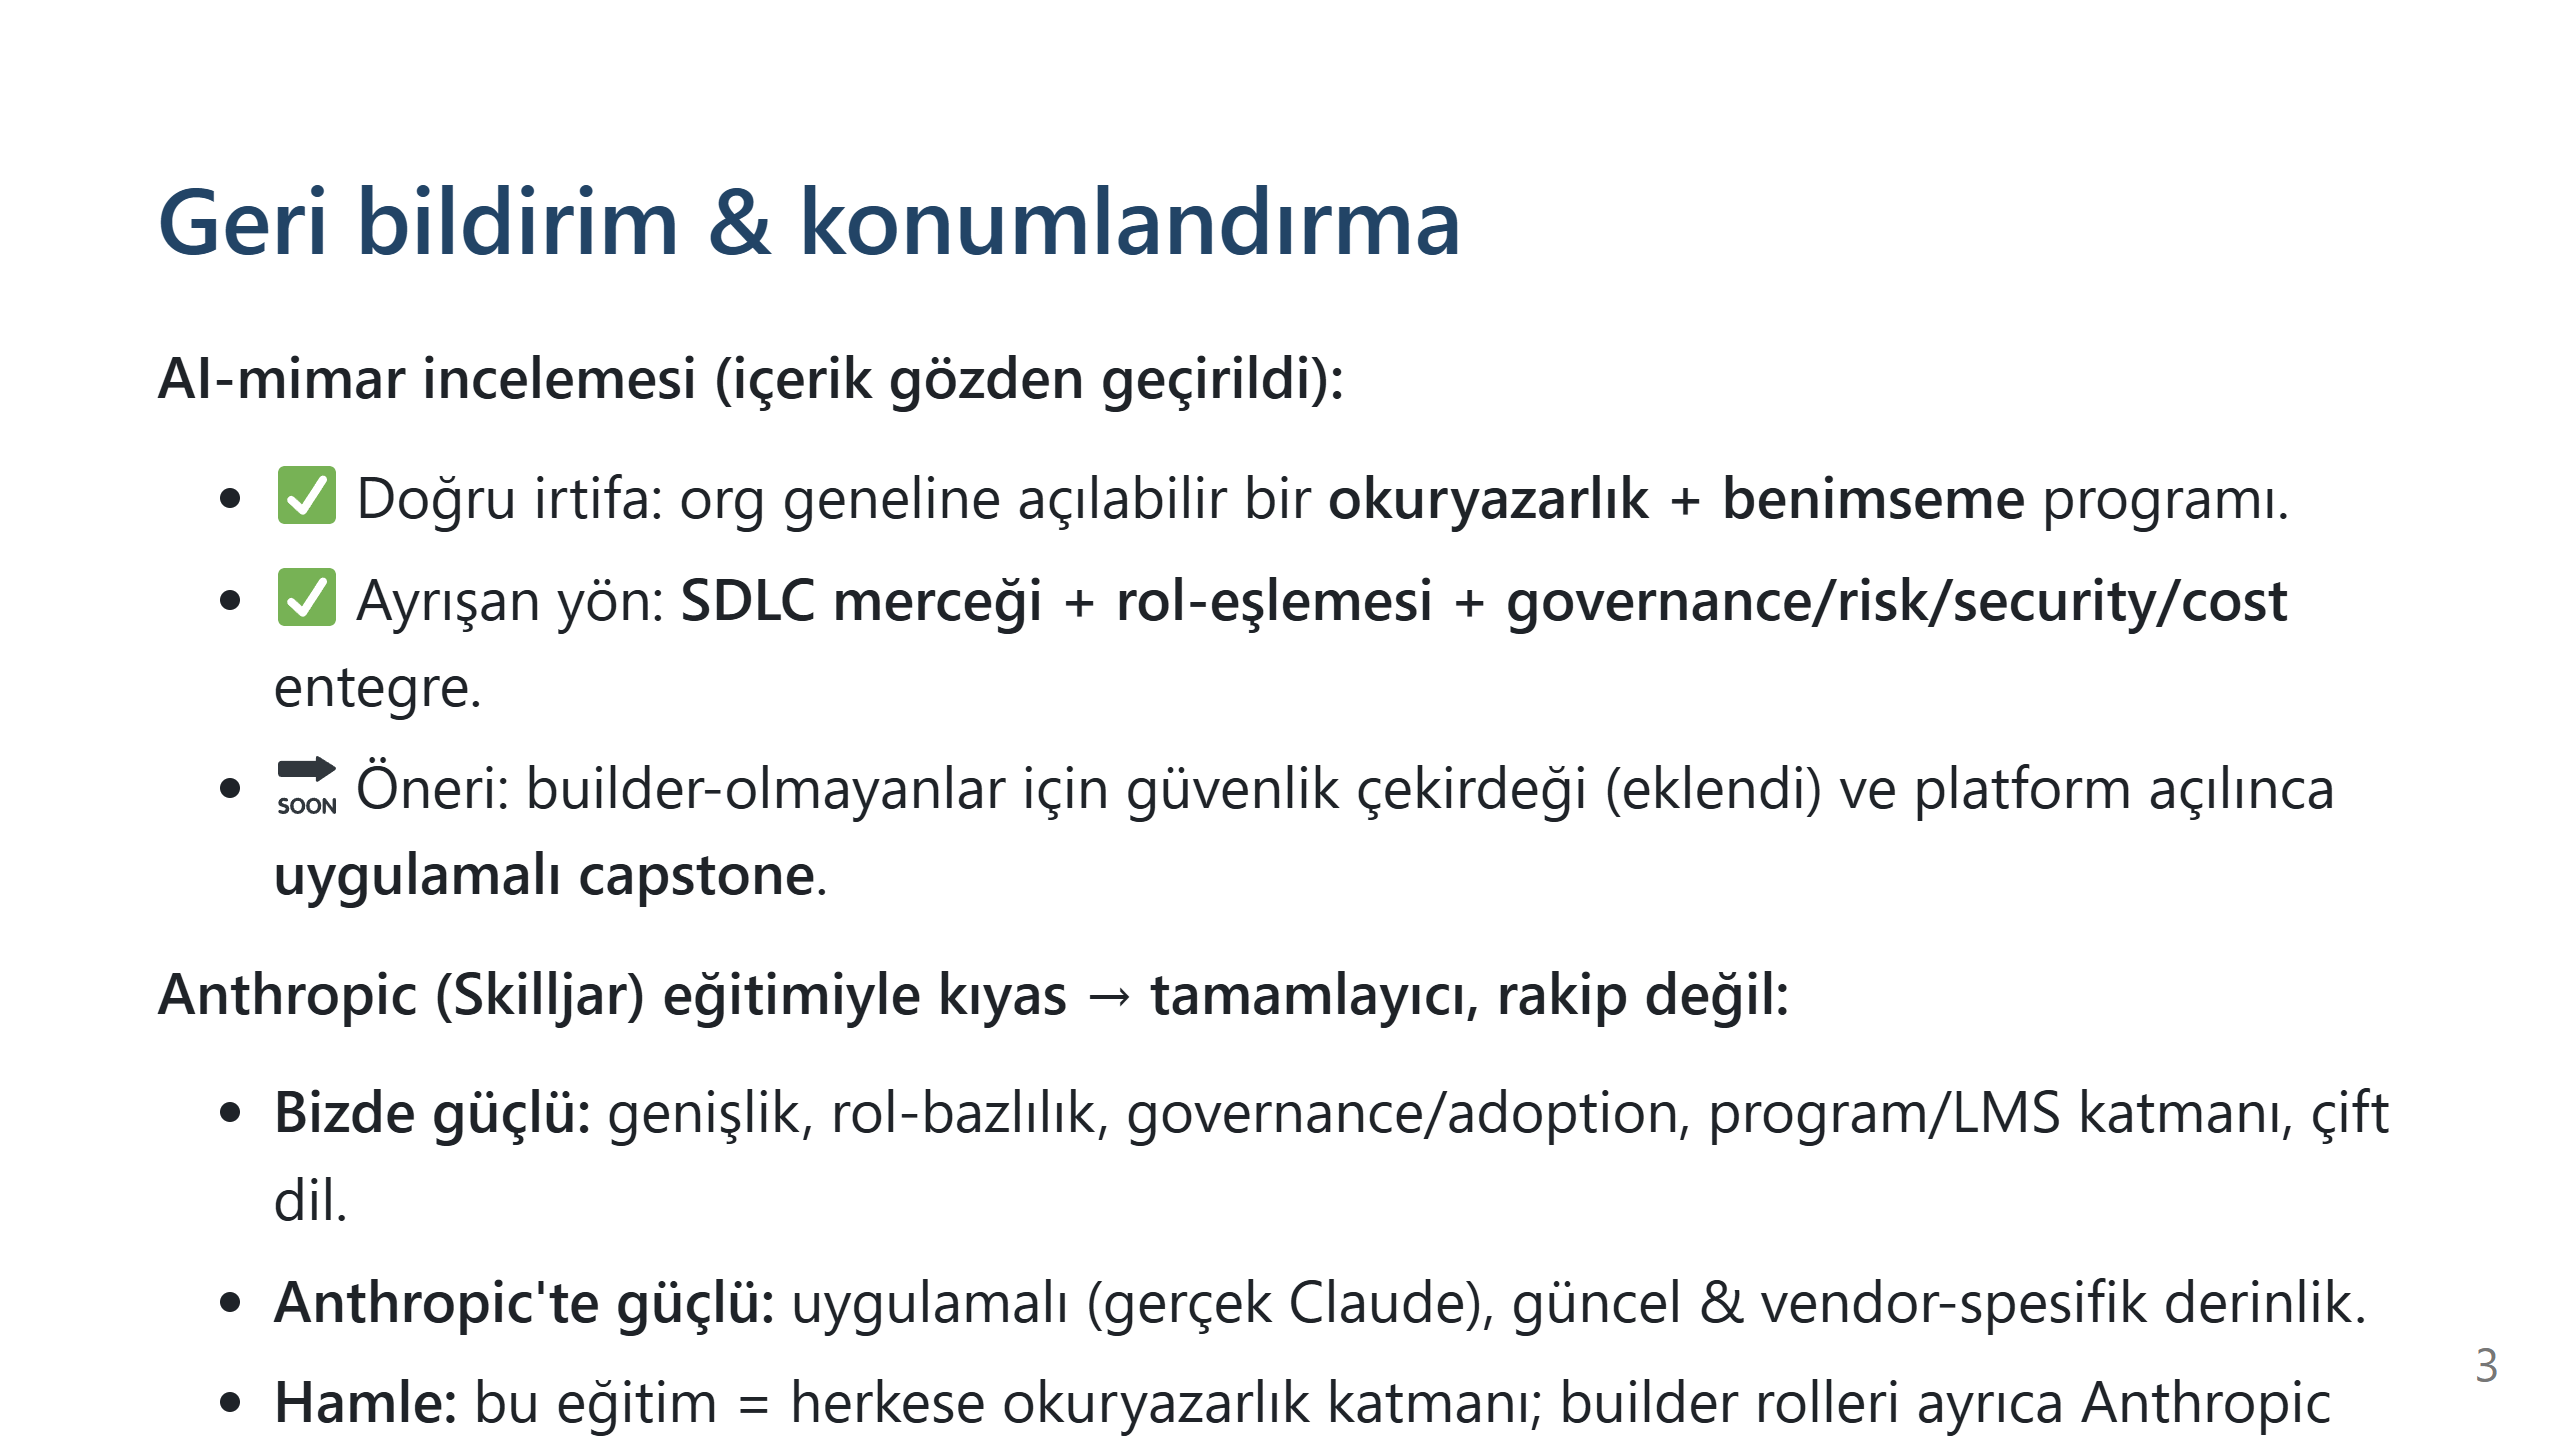 Geri bildirim & konumlandırma
AI-mimar incelemesi (içerik gözden geçirildi):
• ✅ Doğru irtifa: org geneline açılabilir bir okuryazarlık + benimseme programı.
• ✅ Ayrışan yön: SDLC merceği + rol-eşlemesi + governance/risk/security/cost
entegre.
• 🔜 Öneri: builder-olmayanlar için güvenlik çekirdeği (eklendi) ve platform açılınca
uygulamalı capstone.
Anthropic (Skilljar) eğitimiyle kıyas → tamamlayıcı, rakip değil:
• Bizde güçlü: genişlik, rol-bazlılık, governance/adoption, program/LMS katmanı, çift
dil.
• Anthropic'te güçlü: uygulamalı (gerçek Claude), güncel & vendor-spesifik derinlik.
• Hamle: bu eğitim = herkese okuryazarlık katmanı; builder rolleri ayrıca Anthropic
3